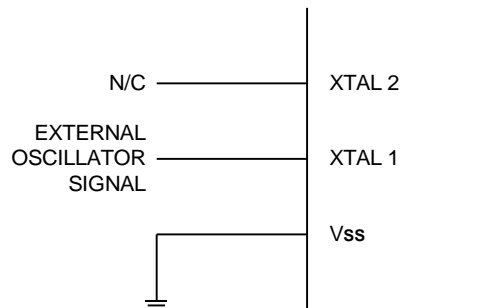 N/C
XTAL 2
EXTERNAL
OSCILLATOR
SIGNAL
XTAL 1
Vss